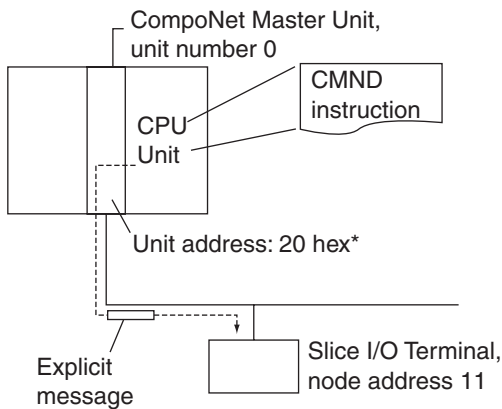 CompoNet Master Unit,
unit number 0
CPU
Unit
CMND
instruction
Unit address: 20 hex*
Explicit
message
Slice I/O Terminal,
node address 11